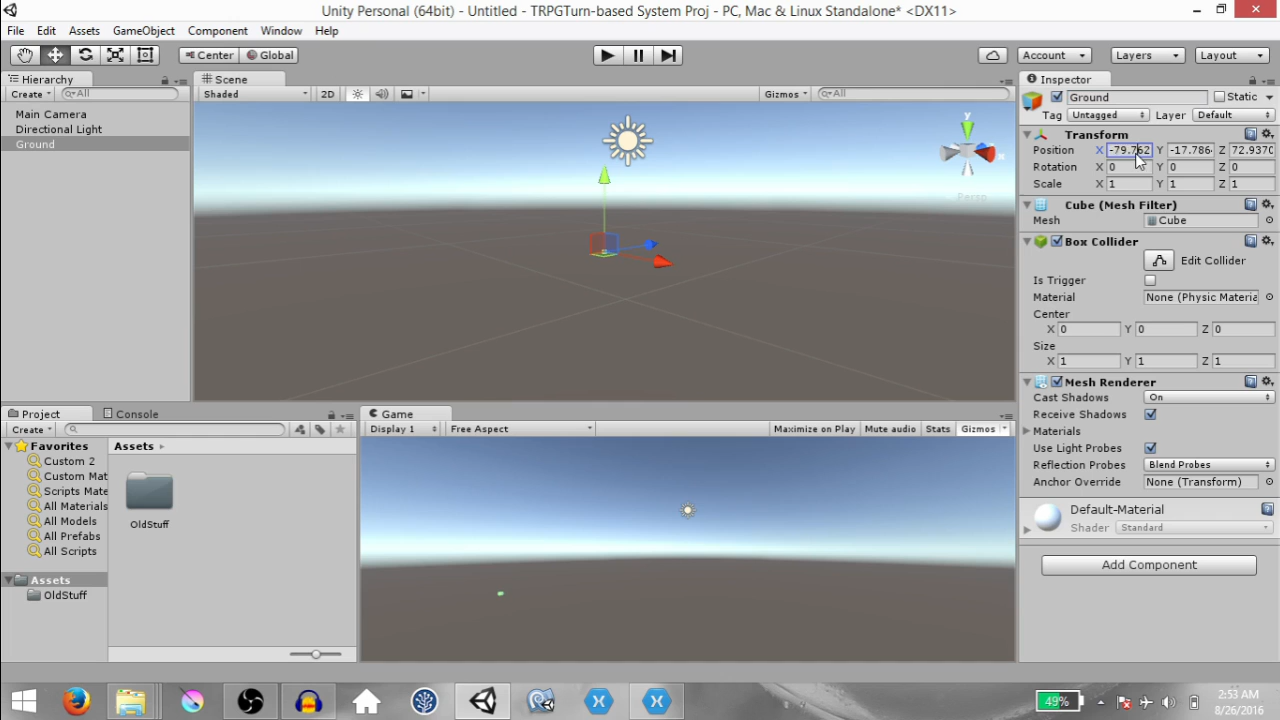 Unity Personal (64bit) - Untitled - TRPGTurn-based System Proj - PC, Mac & Linux Standalone* <DX11>
File Edit Assets GameObject Component Window Help
Center Global Account Layers Layout
Hierarchy
Create All
Main Camera
Directional Light
Ground
Scene
Shaded 2D Gizmos All
y
Persp
Inspector
Ground Static
Tag Untagged Layer Default
Transform
Position X -79.762 Y -17.786 Z 72.9370
Rotation X 0 Y 0 Z 0
Scale X 1 Y 1 Z 1
Cube (Mesh Filter)
Mesh Cube
Box Collider
Edit Collider
Is Trigger
Material None (Physic Materia
Center
X 0 Y 0 Z 0
Size
X 1 Y 1 Z 1
Mesh Renderer
Cast Shadows On
Receive Shadows
Materials
Use Light Probes
Reflection Probes Blend Probes
Anchor Override None (Transform)
Default-Material
Shader Standard
Add Component
Project Console
Create
Favorites
Custom 2
Custom Mat
Scripts Mate
All Materials
All Models
All Prefabs
All Scripts
Assets
OldStuff
Assets
OldStuff
Game
Display 1 Free Aspect Maximize on Play Mute audio Stats Gizmos
49%
2:53 AM
8/26/2016